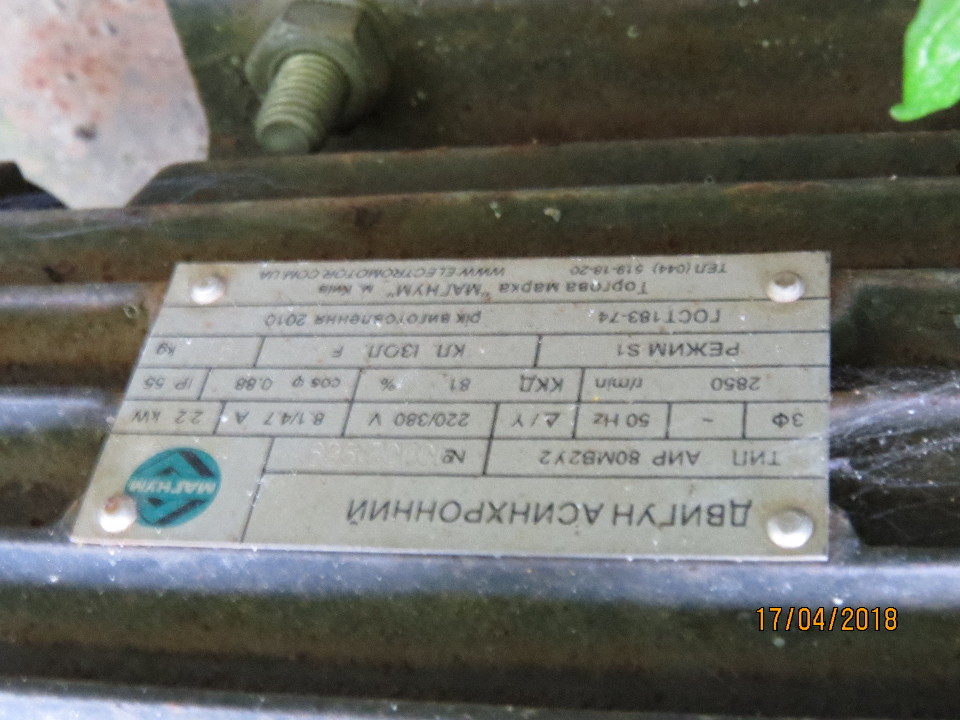 ДВИГУН АСИНХРОННИЙ
МАГНУМ
ТИП АИР 80МВ2У2 №
3Ф ~ 50 Hz Δ / Y 220/380 V 8.1/4.7 A 2.2 kW
2850 r/min ККД 81 % cos φ 0.88 IP 55
РЕЖИМ S1 КЛ. ІЗОЛ. F kg
ГОСТ183-74 рік виготовлення 2010
Торгова марка "МАГНУМ" м. Київ
ТЕЛ (044) 519-18-20 WWW.ELECTROMOTOR.COM.UA
17/04/2018